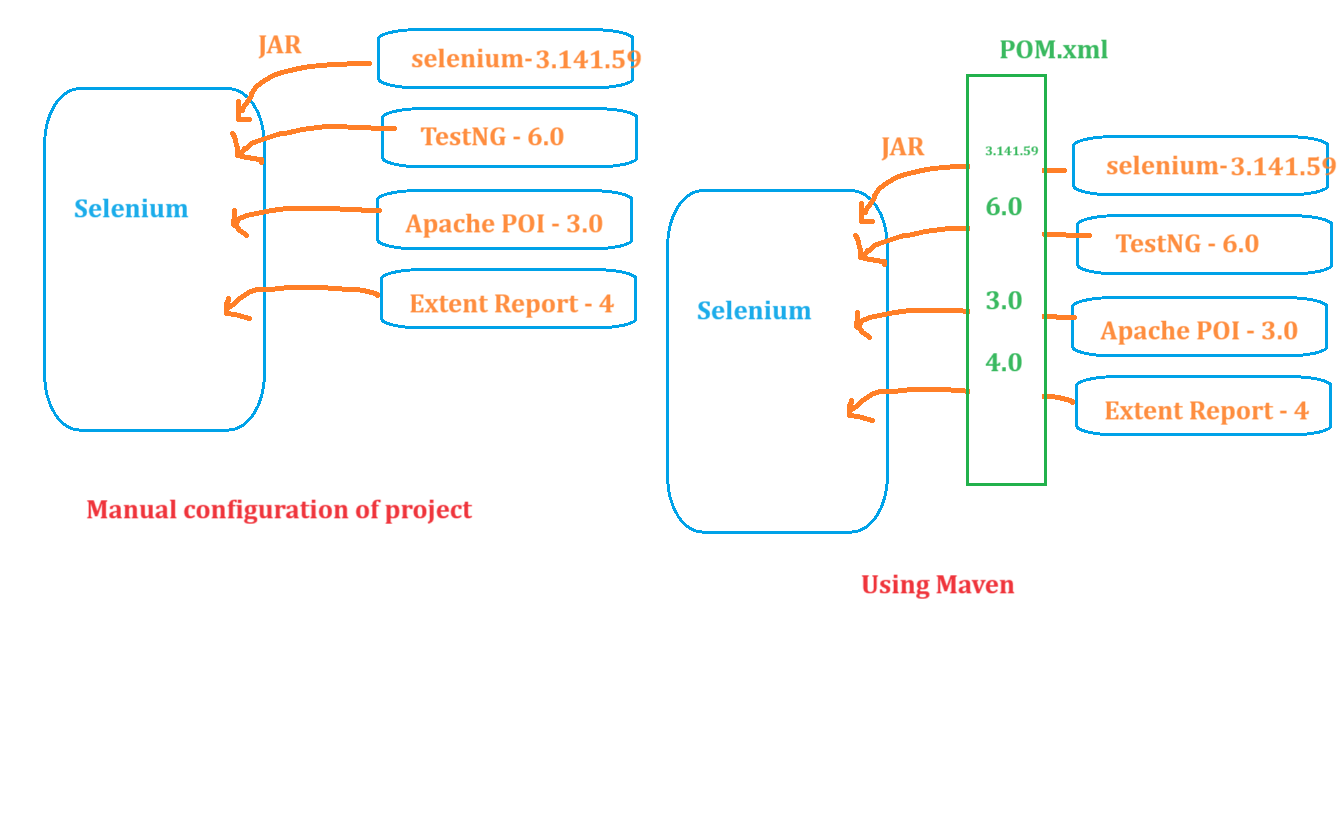 JAR
selenium-3.141.59
TestNG - 6.0
Selenium
Apache POI - 3.0
Extent Report - 4
Manual configuration of project
POM.xml
JAR
3.141.59
selenium-3.141.59
6.0
TestNG - 6.0
Selenium
3.0
Apache POI - 3.0
4.0
Extent Report - 4
Using Maven